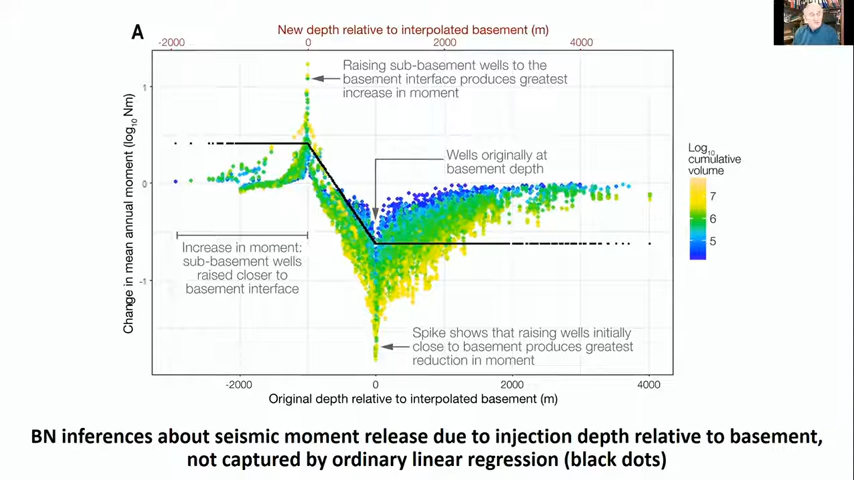 A
New depth relative to interpolated basement (m)
-2000 0 2000 4000
Raising sub-basement wells to the
basement interface produces greatest
increase in moment
Change in mean annual moment (log10 Nm)
1
0
-1
Wells originally at
basement depth
Log10
cumulative
volume
7
6
5
Increase in moment:
sub-basement wells
raised closer to
basement interface
Spike shows that raising wells initially
close to basement produces greatest
reduction in moment
-2000 0 2000 4000
Original depth relative to interpolated basement (m)
BN inferences about seismic moment release due to injection depth relative to basement,
not captured by ordinary linear regression (black dots)